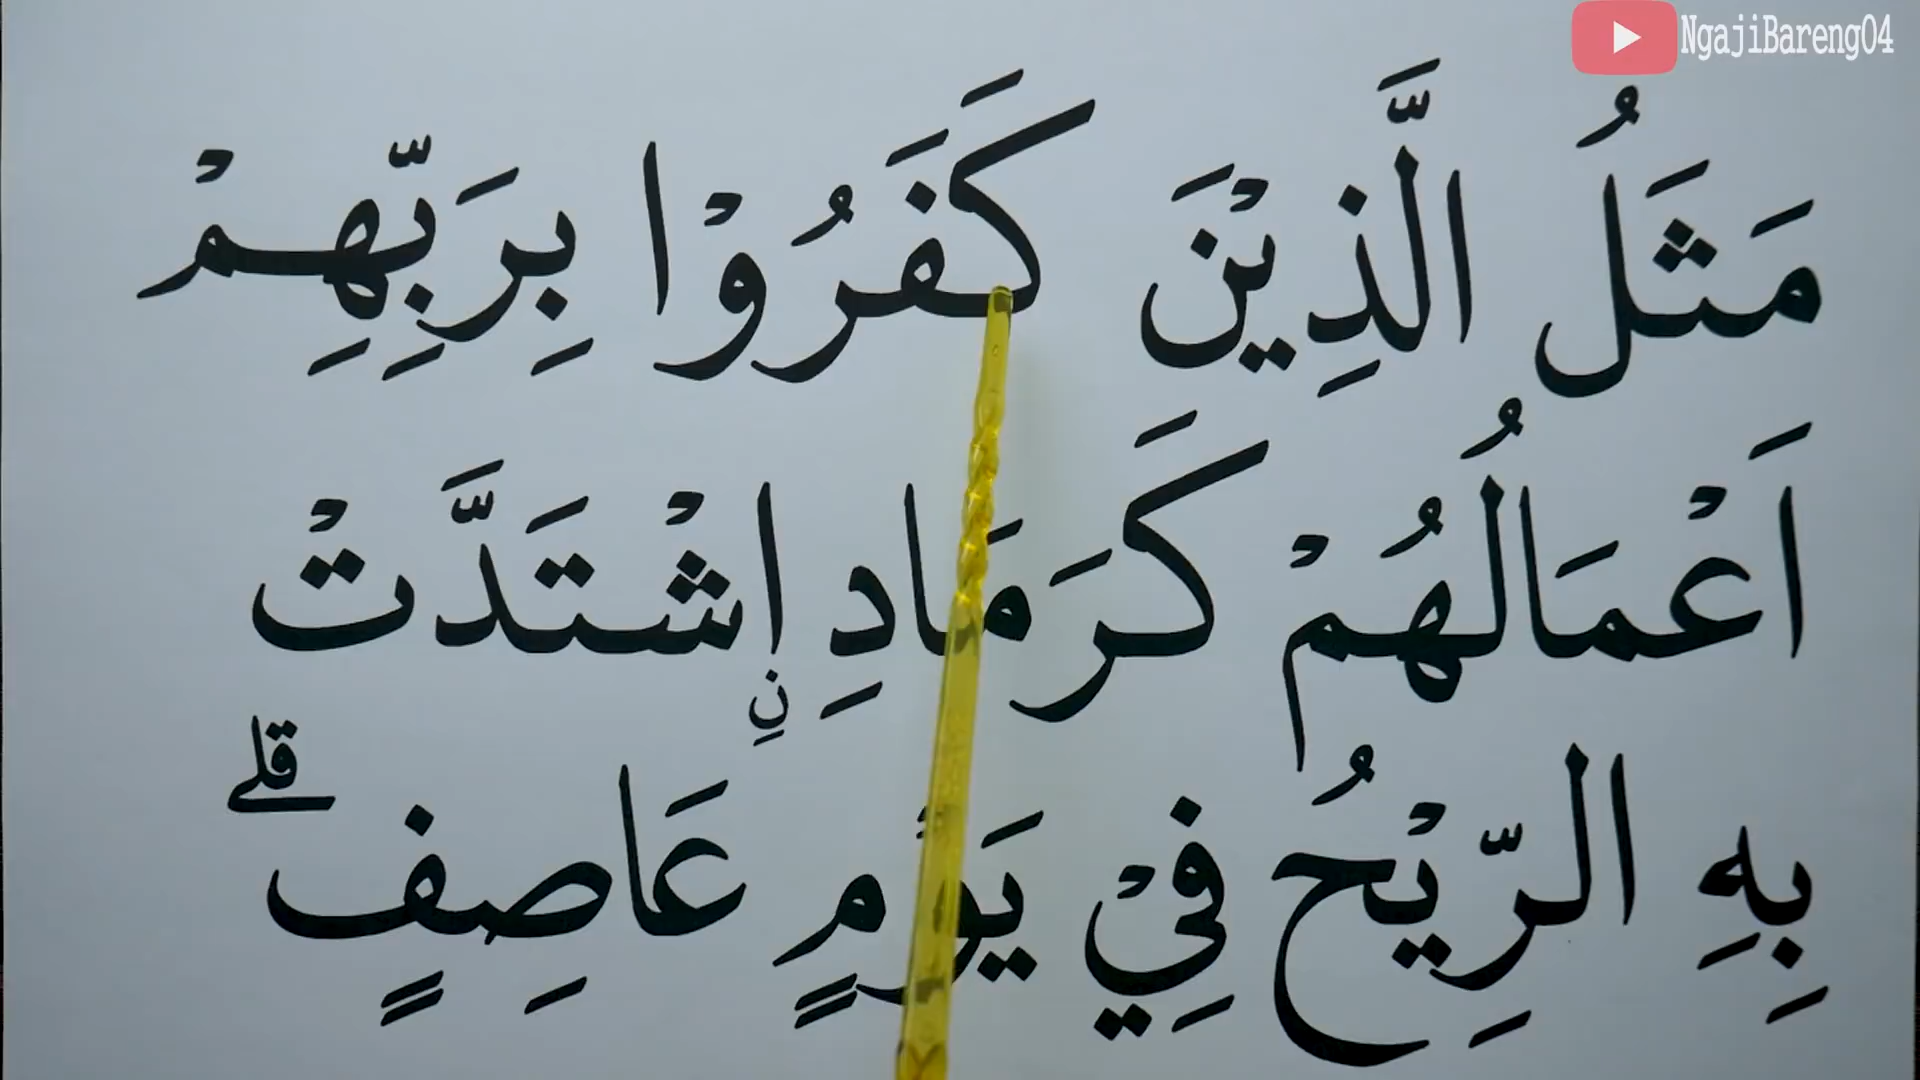 NgajiBareng04
مَثَلُ الَّذِيْنَ كَفَرُوْا بِرَبِّهِمْ
اَعْمَالُهُمْ كَرَمَادِ نِ اشْتَدَّتْ
بِهِ الرِّيْحُ فِيْ يَوْمٍ عَاصِفٍ ۗ